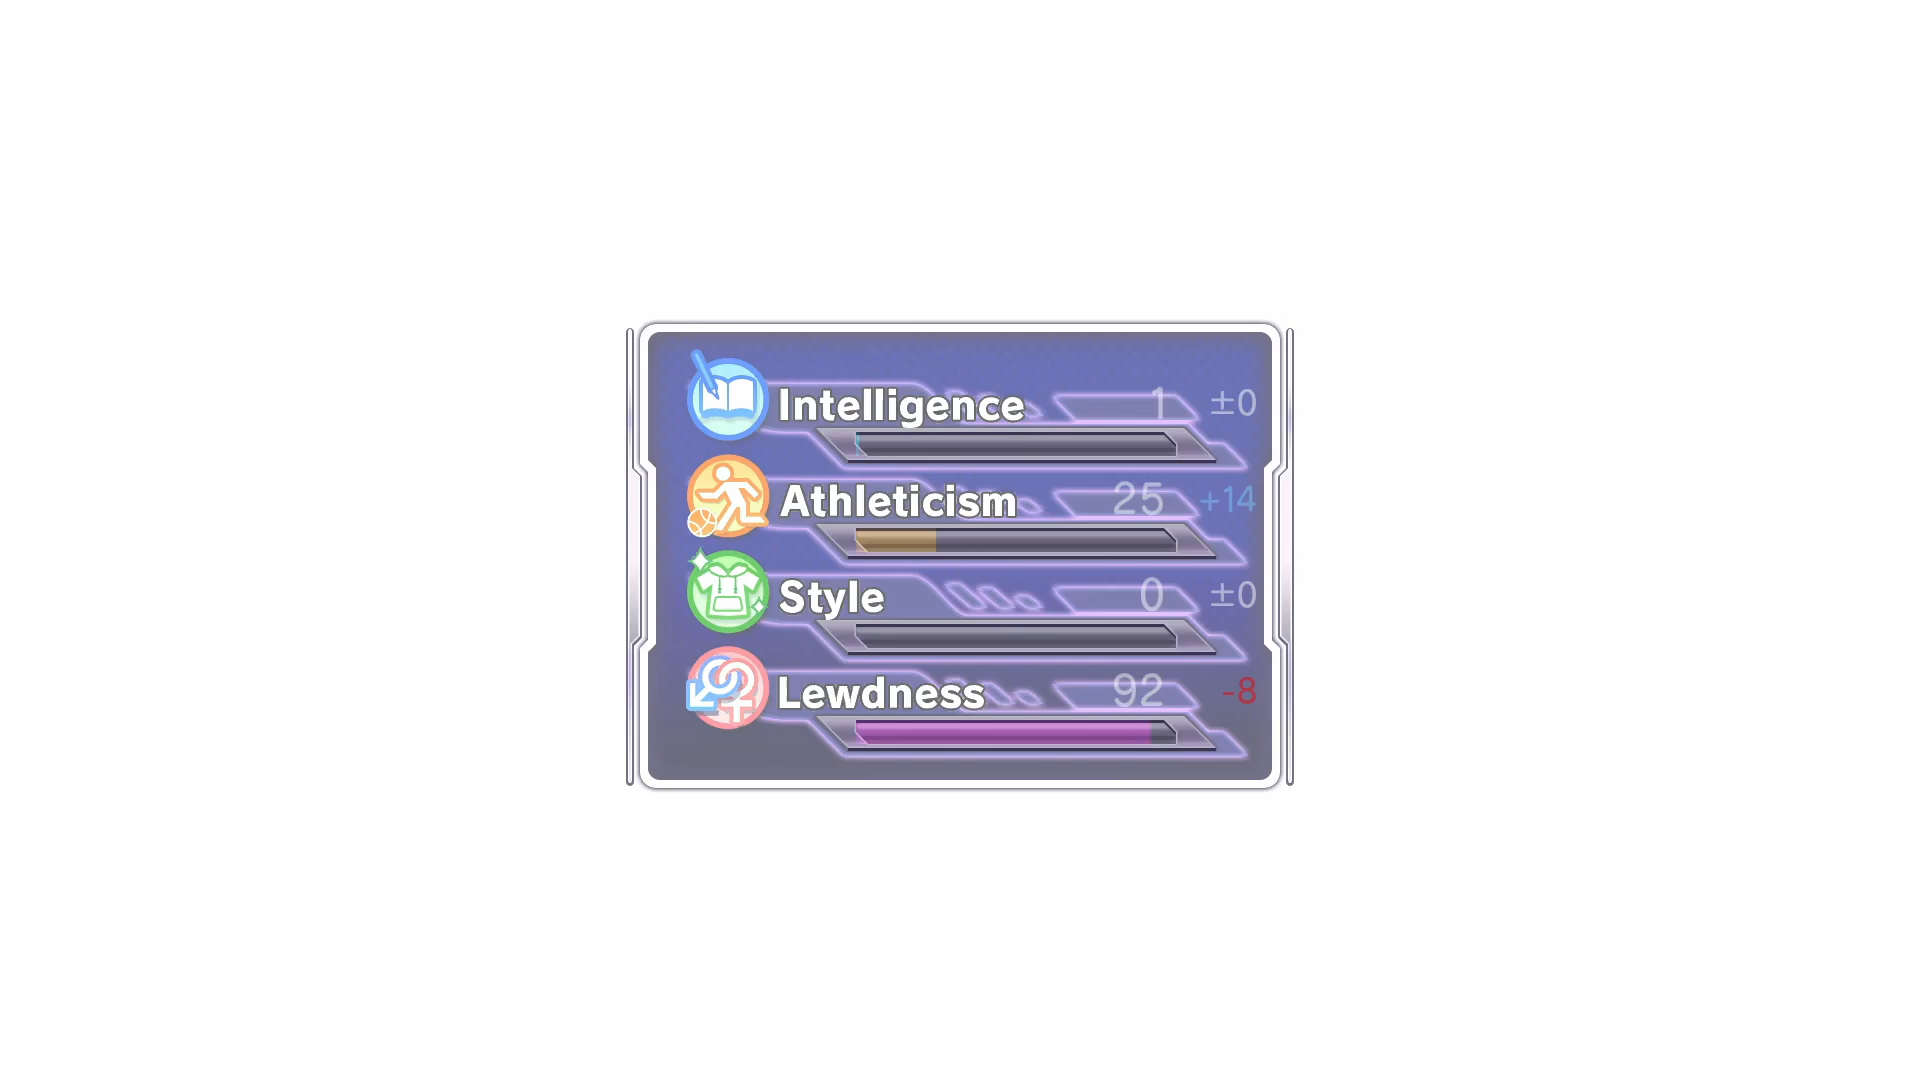 Intelligence 1 ±0
Athleticism 25 +14
Style 0 ±0
Lewdness 92 -8